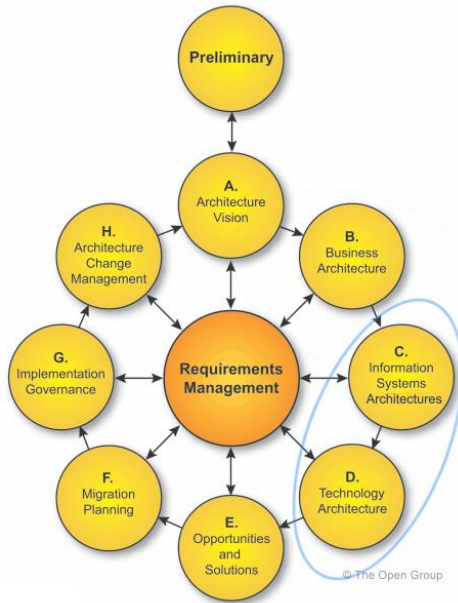 Preliminary
A.
Architecture
Vision
H.
Architecture
Change
Management
B.
Business
Architecture
G.
Implementation
Governance
Requirements
Management
C.
Information
Systems
Architectures
F.
Migration
Planning
D.
Technology
Architecture
E.
Opportunities
and
Solutions
© The Open Group